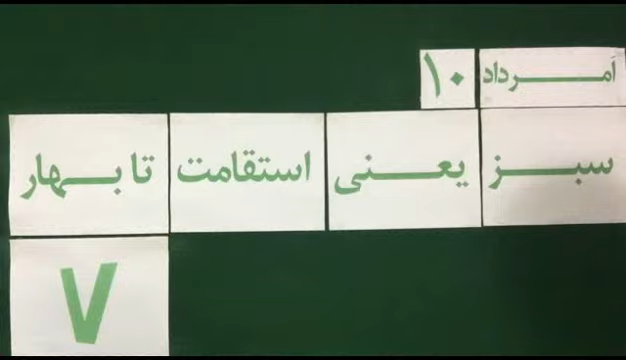 اَمرداد ۱۰
سبز یعنی استقامت تا بهار
۷